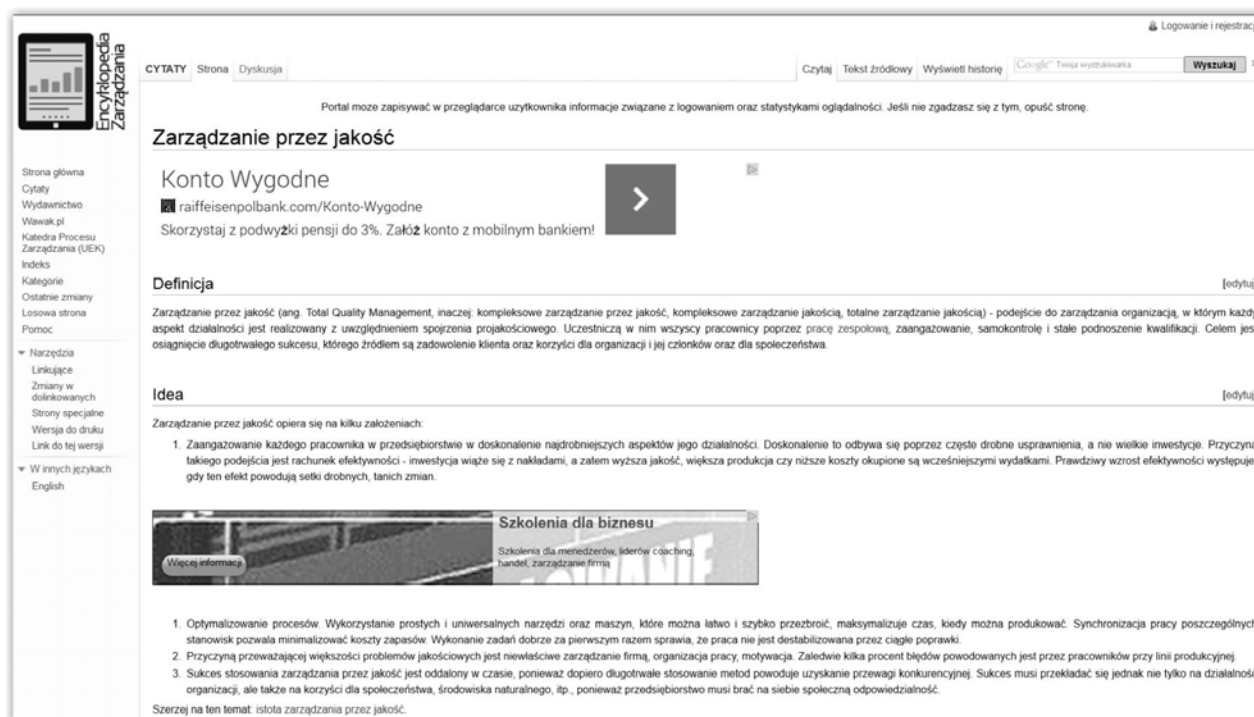 Logowanie i rejestracj
Encyklopedia
Zarządzania
CYTATY Strona Dyskusja
Czytaj Tekst źródłowy Wyświetl historię Google™ Twoja wyszukiwarka Wyszukaj
Portal moze zapisywać w przeglądarce uzytkownika informacje związane z logowaniem oraz statystykami oglądalności. Jeśli nie zgadzasz się z tym, opuść stronę.
Zarządzanie przez jakość
Strona główna
Cytaty
Wydawnictwo
Wawak.pl
Katedra Procesu
Zarządzania (UEK)
Indeks
Kategorie
Ostatnie zmiany
Losowa strona
Pomoc
Narzędzia
Linkujące
Zmiany w
dolinkowanych
Strony specjalne
Wersja do druku
Link do tej wersji
W innych językach
English
Konto Wygodne
raiffeisenpolbank.com/Konto-Wygodne
Skorzystaj z podwyżki pensji do 3%. Załóż konto z mobilnym bankiem!
Definicja
[edytuj
Zarządzanie przez jakość (ang. Total Quality Management, inaczej: kompleksowe zarządzanie przez jakość, kompleksowe zarządzanie jakością, totalne zarządzanie jakością) - podejście do zarządzania organizacją, w którym każdy
aspekt działalności jest realizowany z uwzględnieniem spojrzenia projakościowego. Uczestniczą w nim wszyscy pracownicy poprzez pracę zespołową, zaangażowanie, samokontrolę i stałe podnoszenie kwalifikacji. Celem jes
osiągnięcie długotrwałego sukcesu, którego źródłem są zadowolenie klienta oraz korzyści dla organizacji i jej członków oraz dla społeczeństwa.
Idea
[edytuj
Zarządzanie przez jakość opiera się na kilku założeniach:
1. Zaangażowanie każdego pracownika w przedsiębiorstwie w doskonalenie najdrobniejszych aspektów jego działalności. Doskonalenie to odbywa się poprzez częste drobne usprawnienia, a nie wielkie inwestycje. Przyczyną
takiego podejścia jest rachunek efektywności - inwestycja wiąże się z nakładami, a zatem wyższa jakość, większa produkcja czy niższe koszty okupione są wcześniejszymi wydatkami. Prawdziwy wzrost efektywności występuje
gdy ten efekt powodują setki drobnych, tanich zmian.
Szkolenia dla biznesu
Szkolenia dla menedżerów, liderów coaching,
handel, zarządzanie firmą
Więcej informacji
1. Optymalizowanie procesów. Wykorzystanie prostych i uniwersalnych narzędzi oraz maszyn, które można łatwo i szybko przezbroić, maksymalizuje czas, kiedy można produkować. Synchronizacja pracy poszczególnych
stanowisk pozwala minimalizować koszty zapasów. Wykonanie zadań dobrze za pierwszym razem sprawia, że praca nie jest destabilizowana przez ciągłe poprawki.
2. Przyczyną przeważającej większości problemów jakościowych jest niewłaściwe zarządzanie firmą, organizacja pracy, motywacja. Zaledwie kilka procent błędów powodowanych jest przez pracowników przy linii produkcyjnej.
3. Sukces stosowania zarządzania przez jakość jest oddalony w czasie, ponieważ dopiero długotrwałe stosowanie metod powoduje uzyskanie przewagi konkurencyjnej. Sukces musi przekładać się jednak nie tylko na działalnoś
organizacji, ale także na korzyści dla społeczeństwa, środowiska naturalnego, itp., ponieważ przedsiębiorstwo musi brać na siebie społeczną odpowiedzialność.
Szerzej na ten temat: istota zarządzania przez jakość.